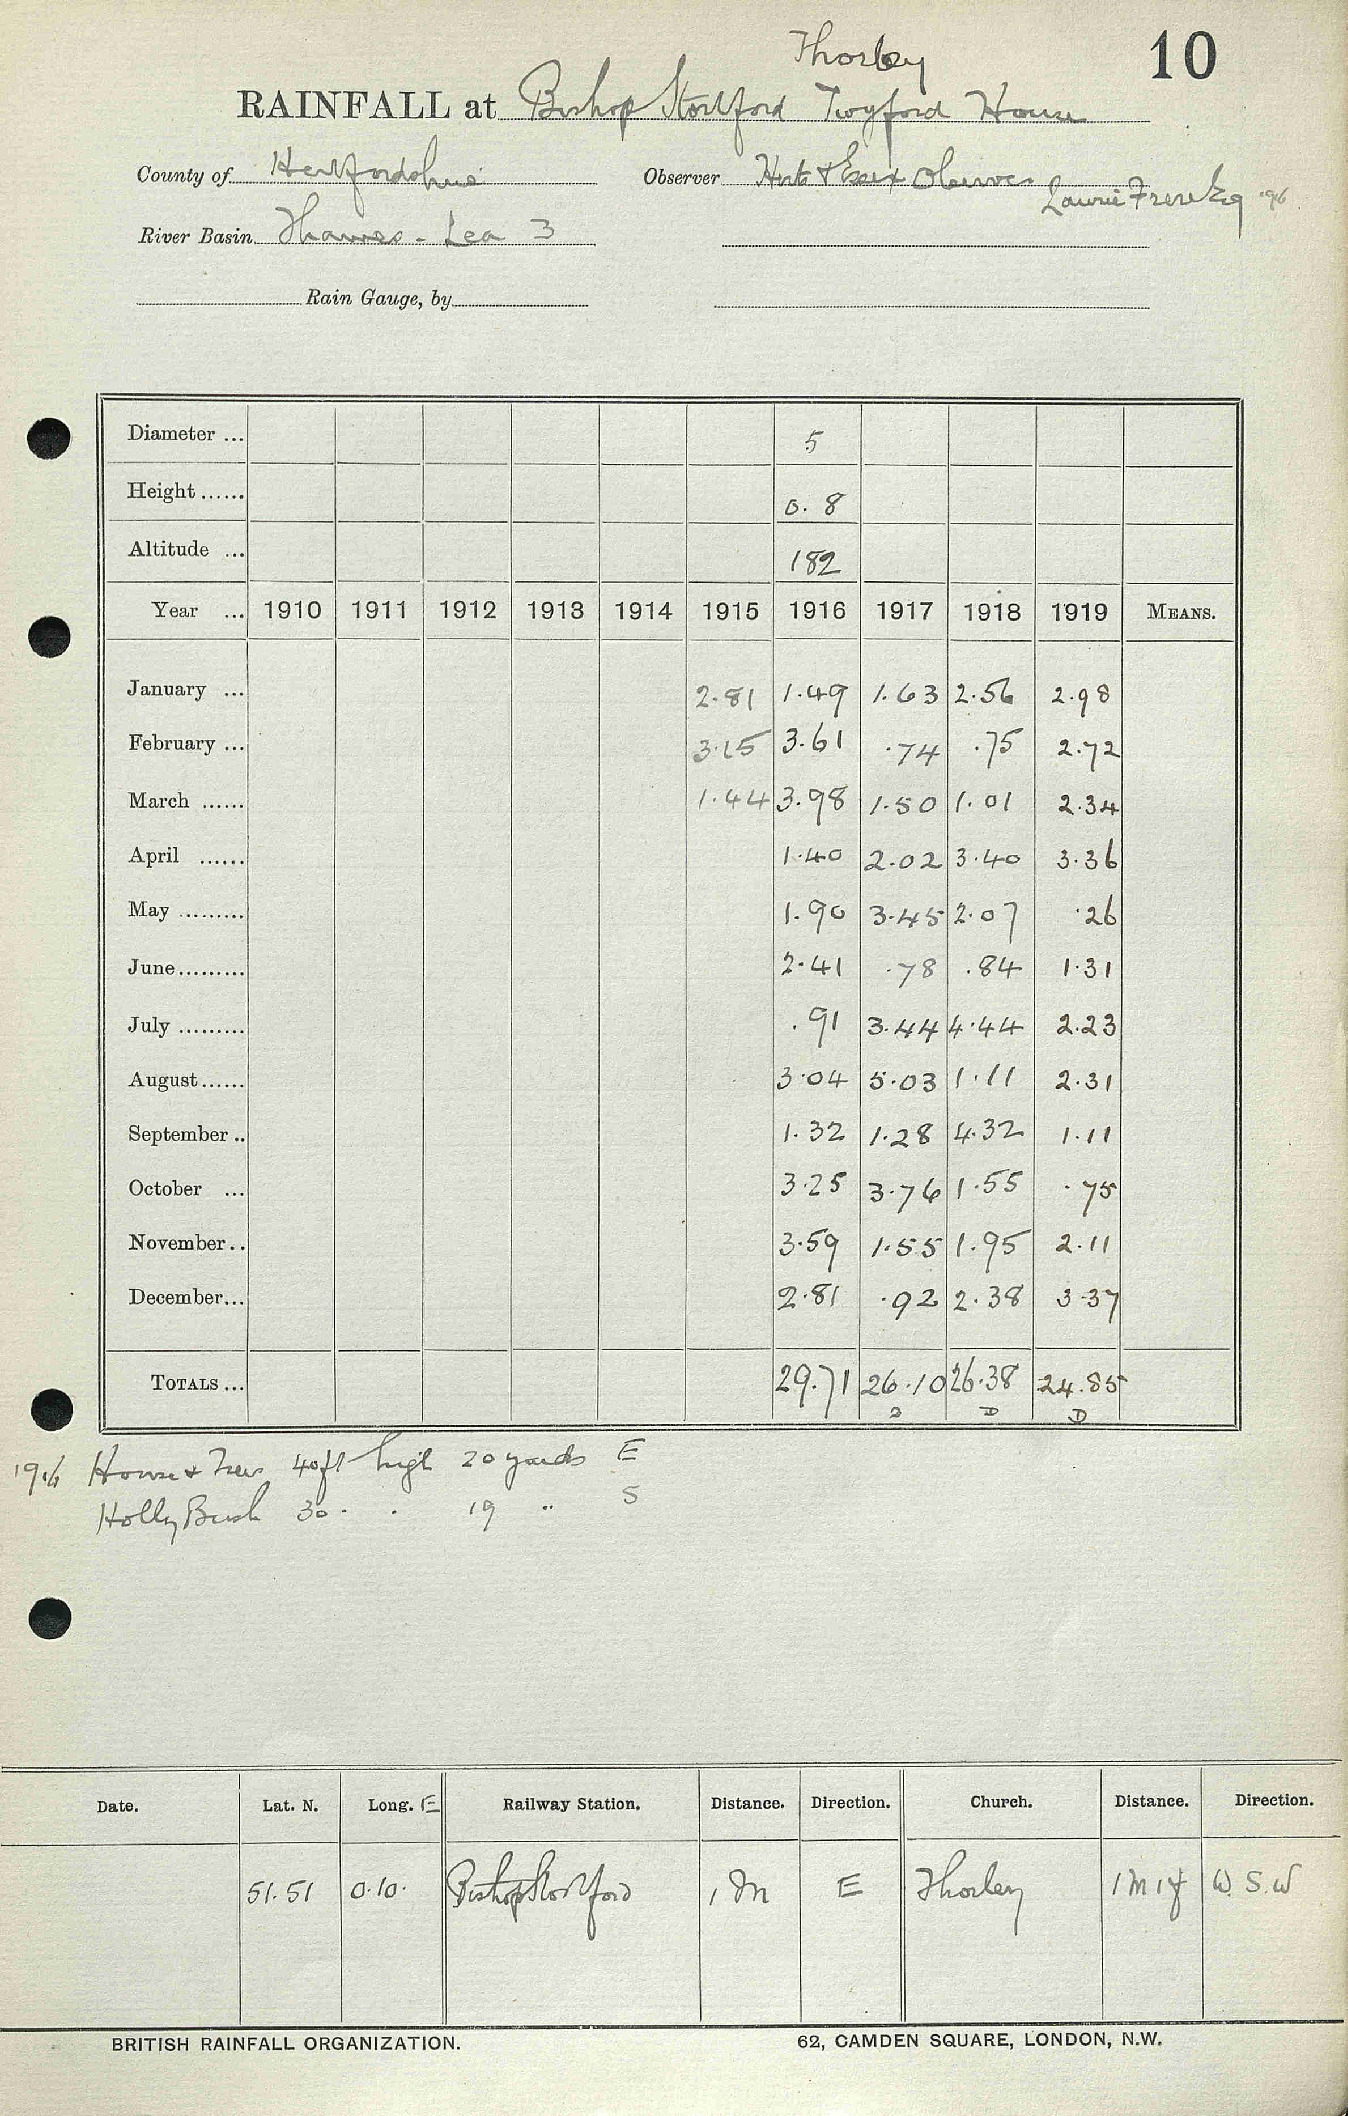 10
Thorley
RAINFALL at Bishop Stortford Twyford House
County of Hertfordshire Observer Herts & Essex Observer
Laurie Frere Esq 1916
River Basin Thames - Lea 3
Rain Gauge, by
Diameter ... 5
Height ...... 0.8
Altitude ... 182
Year ... 1910 1911 1912 1913 1914 1915 1916 1917 1918 1919 MEANS.
January ... 2.81 1.49 1.63 2.56 2.98
February ... 3.15 3.61 .74 .75 2.72
March ...... 1.44 3.98 1.50 1.01 2.34
April ...... 1.40 2.02 3.40 3.36
May ......... 1.90 3.45 2.07 .26
June ......... 2.41 .78 .84 1.31
July ......... .91 3.44 4.44 2.23
August ...... 3.04 5.03 1.11 2.31
September .. 1.32 1.28 4.32 1.11
October ... 3.25 3.76 1.55 .75
November .. 3.59 1.55 1.95 2.11
December ... 2.81 .92 2.38 3.37
TOTALS ... 29.71 26.10 26.38 24.85
D D
1916 House & Trees 40ft high 20 yards E
Holly Bush 30 . . 19 " S
Date. Lat. N. Long. E Railway Station. Distance. Direction. Church. Distance. Direction.
51.51 0.10. Bishop Stortford 1 M E Thorley 1 M 1 f W.S.W
BRITISH RAINFALL ORGANIZATION. 62, CAMDEN SQUARE, LONDON, N.W.